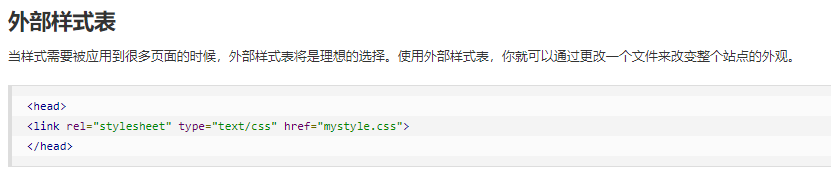 外部样式表
当样式需要被应用到很多页面的时候，外部样式表将是理想的选择。使用外部样式表，你就可以通过更改一个文件来改变整个站点的外观。
<head>
<link rel="stylesheet" type="text/css" href="mystyle.css">
</head>